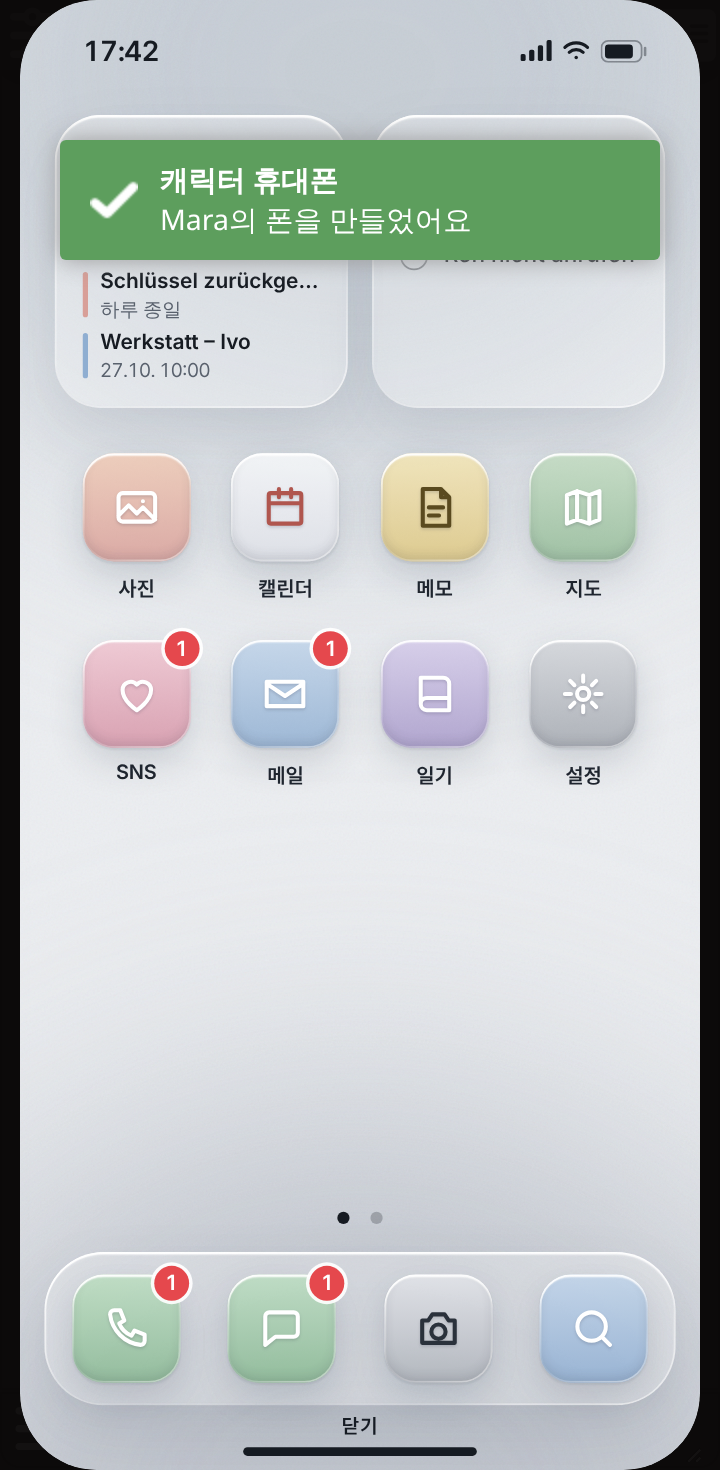 17:42
캐릭터 휴대폰
Mara의 폰을 만들었어요
Schlüssel zurückge…
하루 종일
Werkstatt – Ivo
27.10. 10:00
사진
캘린더
메모
지도
1
1
SNS
메일
일기
설정
1
1
닫기